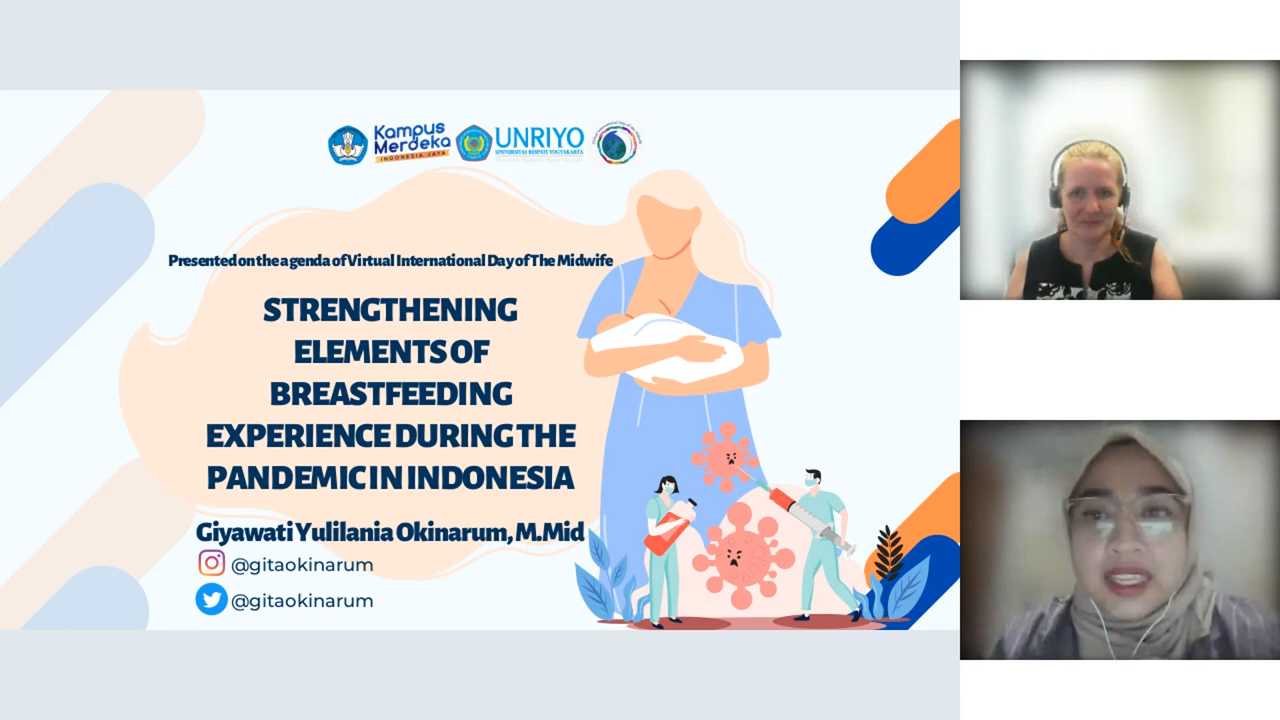 Kampus
Merdeka
INDONESIA JAYA
UNRIYO
UNIVERSITAS RESPATI YOGYAKARTA
Presented on the agenda of Virtual International Day of The Midwife
STRENGTHENING
ELEMENTS OF
BREASTFEEDING
EXPERIENCE DURING THE
PANDEMIC IN INDONESIA
Giyawati Yulilania Okinarum, M.Mid
@gitaokinarum
@gitaokinarum